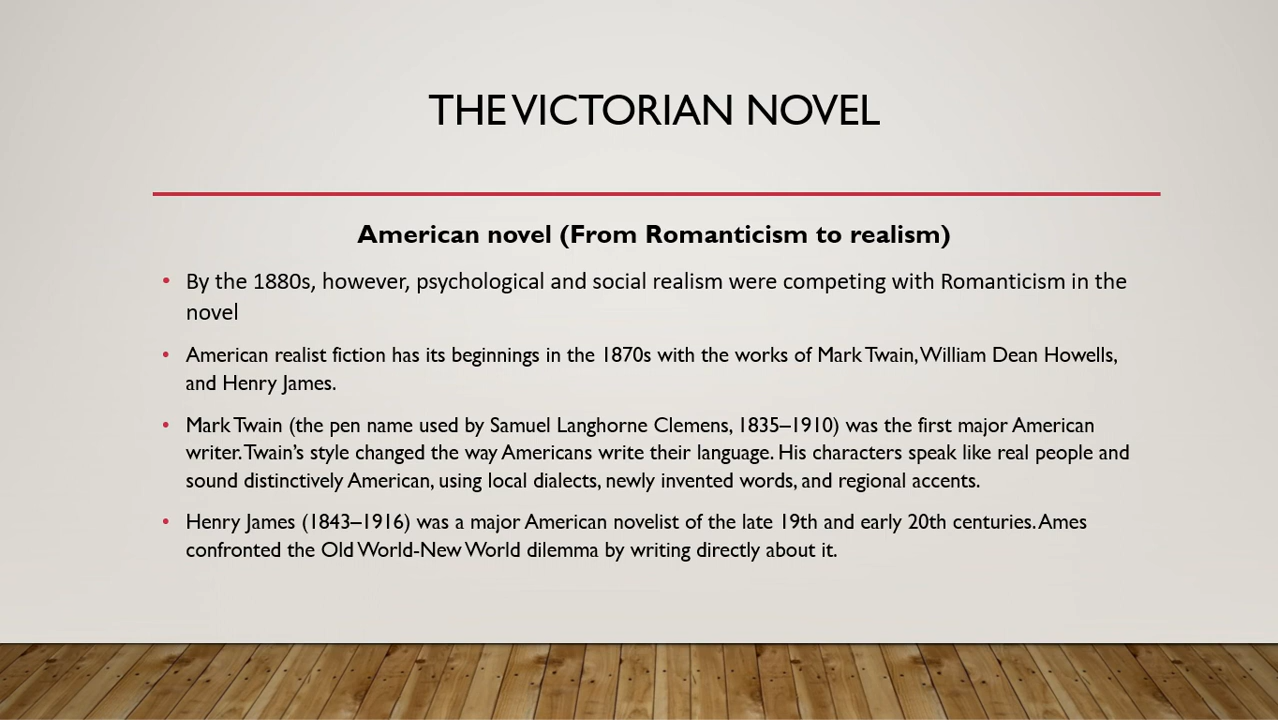 THE VICTORIAN NOVEL
American novel (From Romanticism to realism)
• By the 1880s, however, psychological and social realism were competing with Romanticism in the
novel
• American realist fiction has its beginnings in the 1870s with the works of Mark Twain, William Dean Howells,
and Henry James.
• Mark Twain (the pen name used by Samuel Langhorne Clemens, 1835–1910) was the first major American
writer. Twain’s style changed the way Americans write their language. His characters speak like real people and
sound distinctively American, using local dialects, newly invented words, and regional accents.
• Henry James (1843–1916) was a major American novelist of the late 19th and early 20th centuries. Ames
confronted the Old World-New World dilemma by writing directly about it.